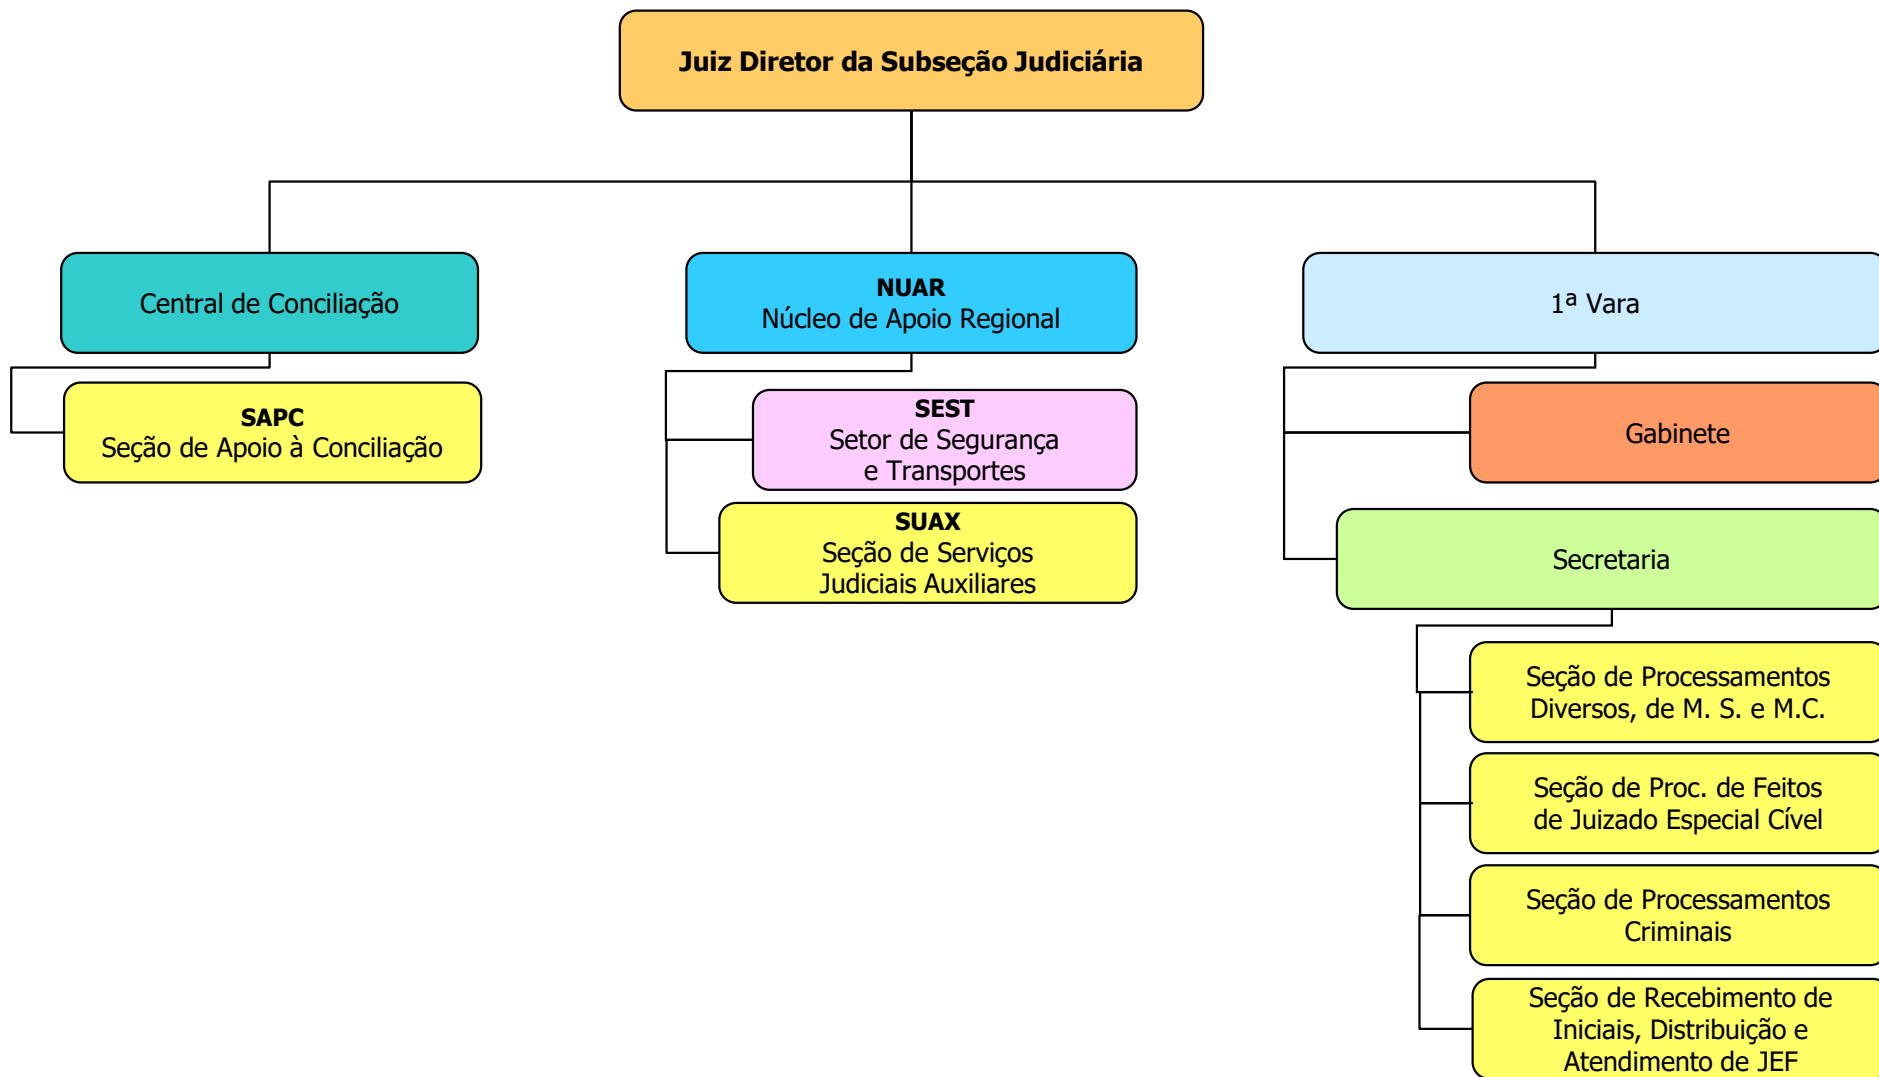 Juiz Diretor da Subseção Judiciária
Central de Conciliação
SAPC
Seção de Apoio à Conciliação
NUAR
Núcleo de Apoio Regional
SEST
Setor de Segurança
e Transportes
SUAX
Seção de Serviços
Judiciais Auxiliares
1ª Vara
Gabinete
Secretaria
Seção de Processamentos
Diversos, de M. S. e M.C.
Seção de Proc. de Feitos
de Juizado Especial Cível
Seção de Processamentos
Criminais
Seção de Recebimento de
Iniciais, Distribuição e
Atendimento de JEF